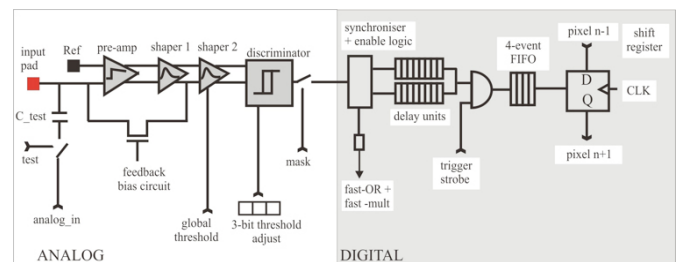 input
pad
Ref
pre-amp
shaper 1
shaper 2
discriminator
C_test
test
analog_in
feedback
bias circuit
global
threshold
3-bit threshold
adjust
mask
ANALOG
synchroniser
+ enable logic
delay units
fast-OR +
fast -mult
trigger
strobe
4-event
FIFO
pixel n-1
shift
register
D
Q
CLK
pixel n+1
DIGITAL